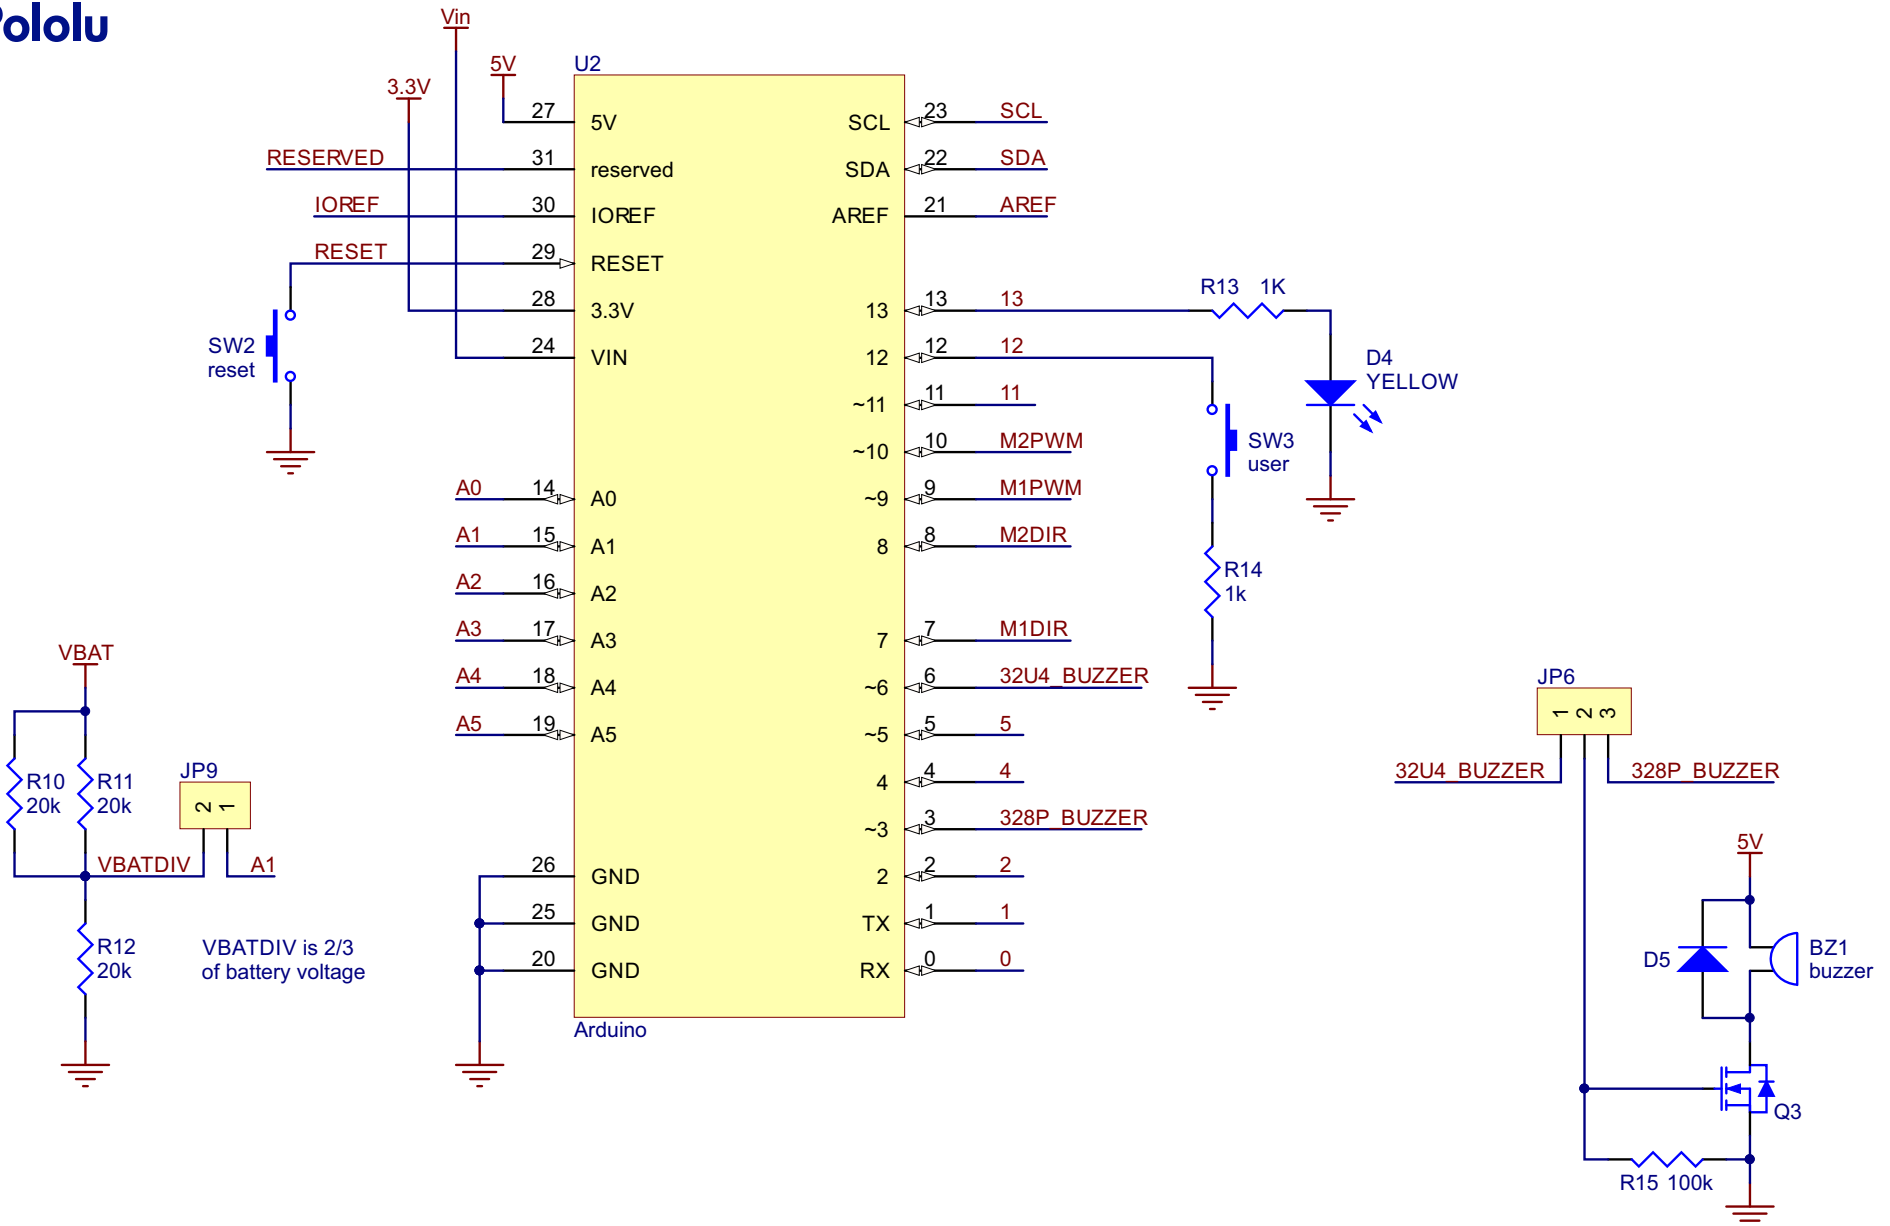 Pololu
Vin
5V
3.3V
U2
27
5V
RESERVED
31
reserved
IOREF
30
IOREF
RESET
29
RESET
28
3.3V
24
VIN
SW2
reset
A0
14
A0
A1
15
A1
A2
16
A2
A3
17
A3
A4
18
A4
A5
19
A5
26
GND
25
GND
20
GND
Arduino
SCL
23
SCL
SDA
22
SDA
AREF
21
AREF
13
13
13
12
12
12
~11
11
11
~10
10
M2PWM
~9
9
M1PWM
8
8
M2DIR
7
7
M1DIR
~6
6
32U4_BUZZER
~5
5
5
4
4
4
~3
3
328P_BUZZER
2
2
2
TX
1
1
RX
0
0
R13 1K
D4
YELLOW
SW3
user
R14
1k
VBAT
R10
20k
R11
20k
JP9
2
1
VBATDIV
A1
R12
20k
VBATDIV is 2/3
of battery voltage
JP6
1
2
3
32U4_BUZZER
328P_BUZZER
5V
D5
BZ1
buzzer
Q3
R15 100k